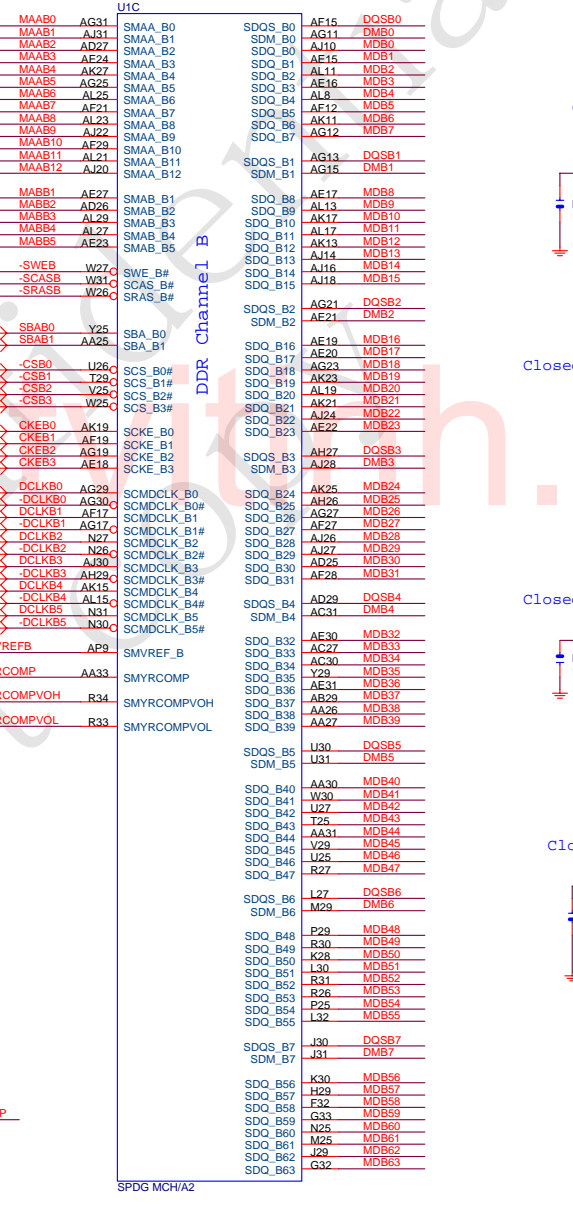 U1C
MAAB0 AG31 SMAA_B0
MAAB1 AJ31 SMAA_B1
MAAB2 AD27 SMAA_B2
MAAB3 AE24 SMAA_B3
MAAB4 AK27 SMAA_B4
MAAB5 AG25 SMAA_B5
MAAB6 AL25 SMAA_B6
MAAB7 AF21 SMAA_B7
MAAB8 AL23 SMAA_B8
MAAB9 AJ22 SMAA_B9
MAAB10 AF29 SMAA_B10
MAAB11 AL21 SMAA_B11
MAAB12 AJ20 SMAA_B12
MABB1 AE27 SMAB_B1
MABB2 AD26 SMAB_B2
MABB3 AL29 SMAB_B3
MABB4 AL27 SMAB_B4
MABB5 AE23 SMAB_B5
-SWEB W27 SWE_B#
-SCASB W31 SCAS_B#
-SRASB W26 SRAS_B#
SBAB0 Y25 SBA_B0
SBAB1 AA25 SBA_B1
-CSB0 U26 SCS_B0#
-CSB1 T29 SCS_B1#
-CSB2 V25 SCS_B2#
-CSB3 W25 SCS_B3#
CKEB0 AK19 SCKE_B0
CKEB1 AF19 SCKE_B1
CKEB2 AG19 SCKE_B2
CKEB3 AE18 SCKE_B3
DCLKB0 AG29 SCMDCLK_B0
-DCLKB0 AG30 SCMDCLK_B0#
DCLKB1 AF17 SCMDCLK_B1
-DCLKB1 AG17 SCMDCLK_B1#
DCLKB2 N27 SCMDCLK_B2
-DCLKB2 N26 SCMDCLK_B2#
DCLKB3 AJ30 SCMDCLK_B3
-DCLKB3 AH29 SCMDCLK_B3#
DCLKB4 AK15 SCMDCLK_B4
-DCLKB4 AL15 SCMDCLK_B4#
DCLKB5 N31 SCMDCLK_B5
-DCLKB5 N30 SCMDCLK_B5#
REFB AP9 SMVREF_B
RCOMP AA33 SMYRCOMP
RCOMPVOH R34 SMYRCOMPVOH
RCOMPVOL R33 SMYRCOMPVOL
P
DDR Channel B
SDQS_B0 AF15 DQSB0
SDM_B0 AG11 DMB0
SDQ_B0 AJ10 MDB0
SDQ_B1 AE15 MDB1
SDQ_B2 AL11 MDB2
SDQ_B3 AE16 MDB3
SDQ_B4 AL8 MDB4
SDQ_B5 AF12 MDB5
SDQ_B6 AK11 MDB6
SDQ_B7 AG12 MDB7
SDQS_B1 AG13 DQSB1
SDM_B1 AG15 DMB1
SDQ_B8 AE17 MDB8
SDQ_B9 AL13 MDB9
SDQ_B10 AK17 MDB10
SDQ_B11 AL17 MDB11
SDQ_B12 AK13 MDB12
SDQ_B13 AJ14 MDB13
SDQ_B14 AJ16 MDB14
SDQ_B15 AJ18 MDB15
SDQS_B2 AG21 DQSB2
SDM_B2 AE21 DMB2
SDQ_B16 AE19 MDB16
SDQ_B17 AE20 MDB17
SDQ_B18 AG23 MDB18
SDQ_B19 AK23 MDB19
SDQ_B20 AL19 MDB20
SDQ_B21 AK21 MDB21
SDQ_B22 AJ24 MDB22
SDQ_B23 AE22 MDB23
SDQS_B3 AH27 DQSB3
SDM_B3 AJ28 DMB3
SDQ_B24 AK25 MDB24
SDQ_B25 AH26 MDB25
SDQ_B26 AG27 MDB26
SDQ_B27 AF27 MDB27
SDQ_B28 AJ26 MDB28
SDQ_B29 AJ27 MDB29
SDQ_B30 AD25 MDB30
SDQ_B31 AF28 MDB31
SDQS_B4 AD29 DQSB4
SDM_B4 AC31 DMB4
SDQ_B32 AE30 MDB32
SDQ_B33 AC27 MDB33
SDQ_B34 AC30 MDB34
SDQ_B35 Y29 MDB35
SDQ_B36 AE31 MDB36
SDQ_B37 AB29 MDB37
SDQ_B38 AA26 MDB38
SDQ_B39 AA27 MDB39
SDQS_B5 U30 DQSB5
SDM_B5 U31 DMB5
SDQ_B40 AA30 MDB40
SDQ_B41 W30 MDB41
SDQ_B42 U27 MDB42
SDQ_B43 T25 MDB43
SDQ_B44 AA31 MDB44
SDQ_B45 V29 MDB45
SDQ_B46 U25 MDB46
SDQ_B47 R27 MDB47
SDQS_B6 L27 DQSB6
SDM_B6 M29 DMB6
SDQ_B48 P29 MDB48
SDQ_B49 R30 MDB49
SDQ_B50 K28 MDB50
SDQ_B51 L30 MDB51
SDQ_B52 R31 MDB52
SDQ_B53 R26 MDB53
SDQ_B54 P25 MDB54
SDQ_B55 L32 MDB55
SDQS_B7 J30 DQSB7
SDM_B7 J31 DMB7
SDQ_B56 K30 MDB56
SDQ_B57 H29 MDB57
SDQ_B58 F32 MDB58
SDQ_B59 G33 MDB59
SDQ_B60 N25 MDB60
SDQ_B61 M25 MDB61
SDQ_B62 J29 MDB62
SDQ_B63 G32 MDB63
SPDG MCH/A2
Close
Close
Clo